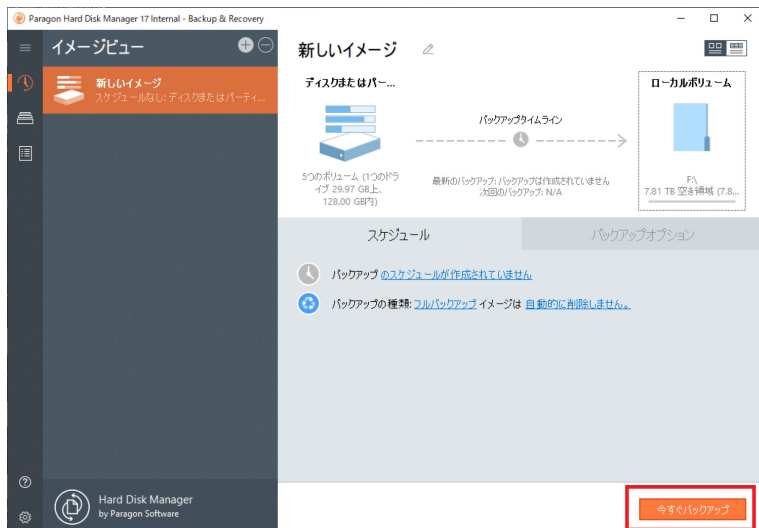 Paragon Hard Disk Manager 17 Internal - Backup & Recovery
イメージビュー
新しいイメージ
スケジュールなし: ディスクまたはパーティ...
Hard Disk Manager
by Paragon Software
新しいイメージ
ディスクまたはパー...
5つのボリューム (1つのドラ
イブ 29.97 GB上、
128.00 GB内)
バックアップタイムライン
最新のバックアップ: バックアップは作成されていません
次回のバックアップ: N/A
ローカルボリューム
F:\
7.81 TB 空き領域 (7.8...
スケジュール
バックアップオプション
バックアップ のスケジュールが作成されていません
バックアップの種類: フルバックアップ イメージは 自動的に削除しません。
今すぐバックアップ